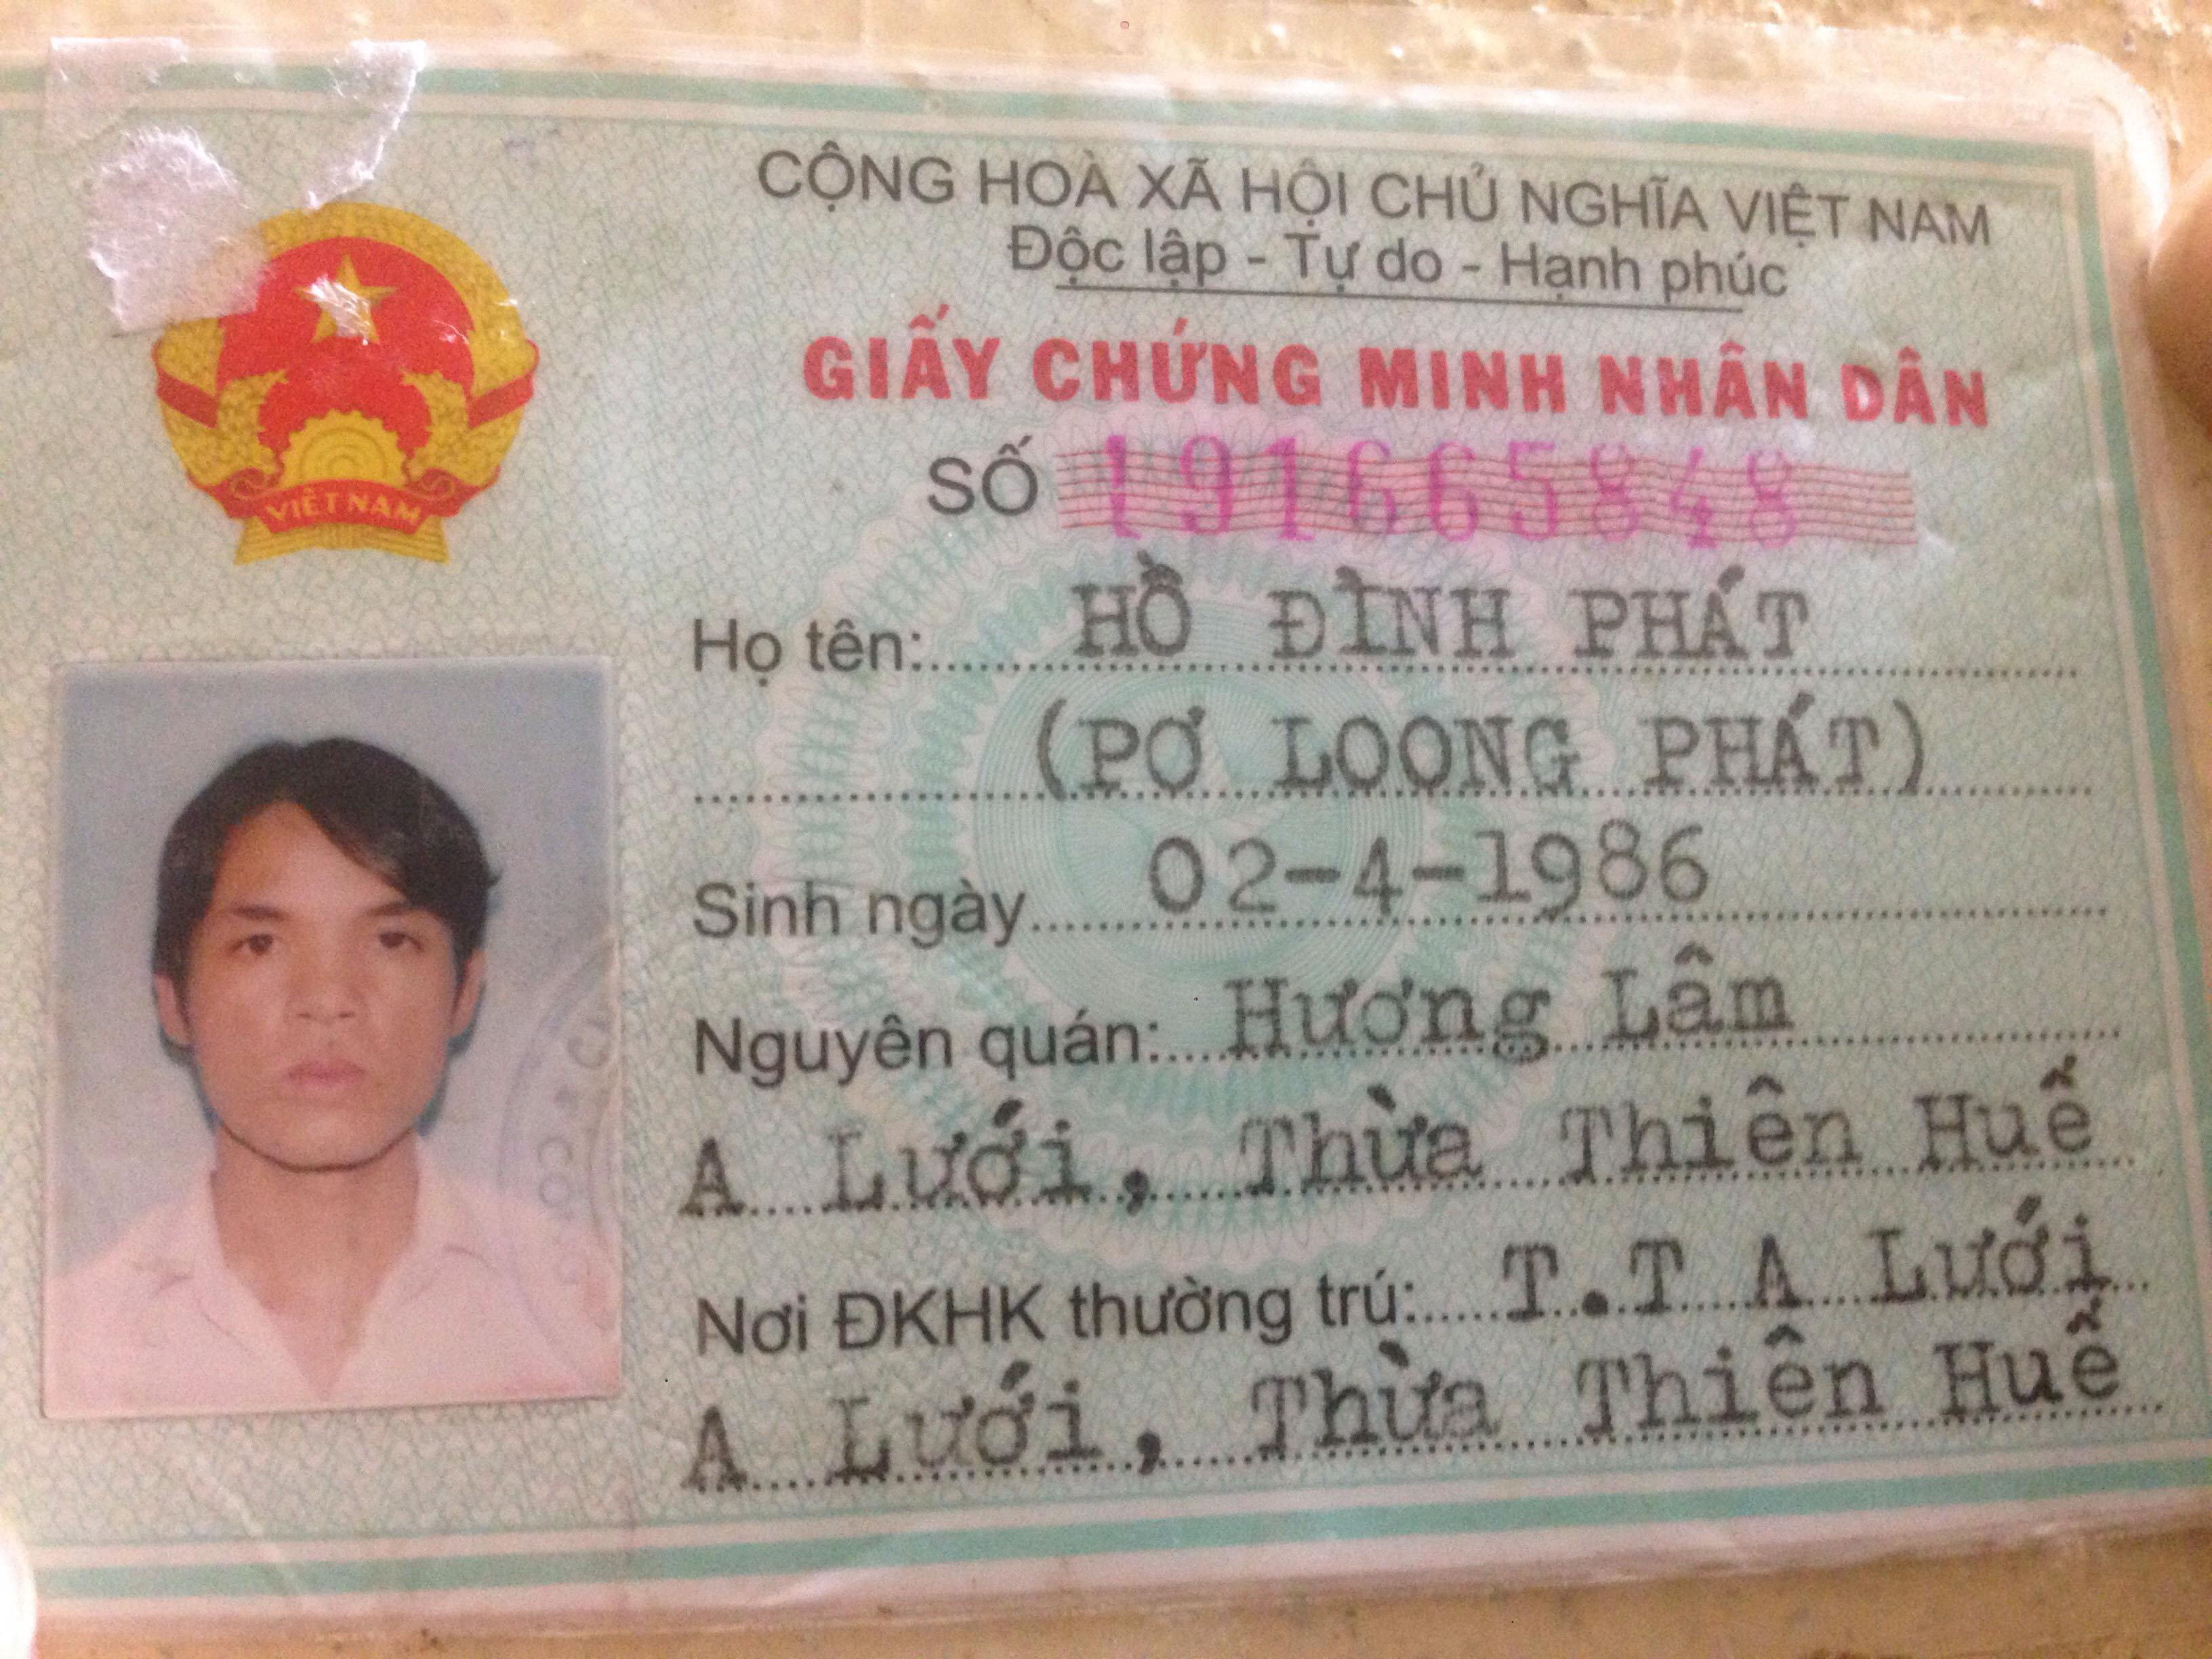 CỘNG HOÀ XÃ HỘI CHỦ NGHĨA VIỆT NAM
Độc lập - Tự do - Hạnh phúc
GIẤY CHỨNG MINH NHÂN DÂN
SỐ 191665848
VIỆT NAM
Họ tên: HỒ ĐÌNH PHÁT
(PƠ LOONG PHÁT)
Sinh ngày 02-4-1986
Nguyên quán: Hương Lâm
A Lưới, Thừa Thiên Huế
Nơi ĐKHK thường trú: T.T A Lưới
A Lưới, Thừa Thiên Huế